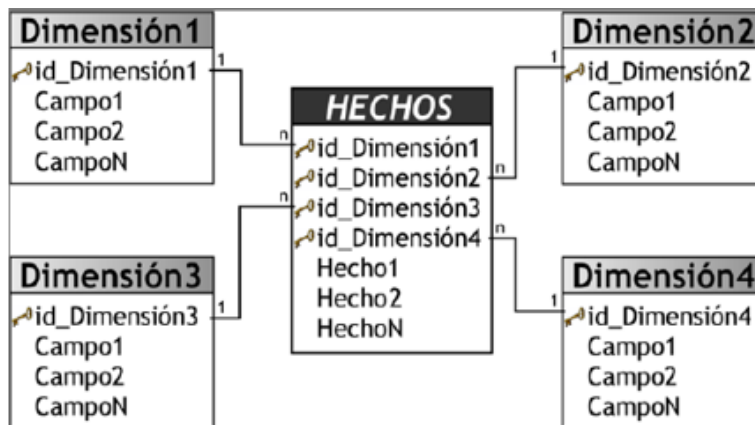 Dimensión1
id_Dimensión1
Campo1
Campo2
CampoN
1
Dimensión2
id_Dimensión2
Campo1
Campo2
CampoN
1
HECHOS
n
id_Dimensión1
id_Dimensión2
n
n
id_Dimensión3
id_Dimensión4
n
Hecho1
Hecho2
HechoN
Dimensión3
id_Dimensión3
Campo1
Campo2
CampoN
1
Dimensión4
id_Dimensión4
Campo1
Campo2
CampoN
1